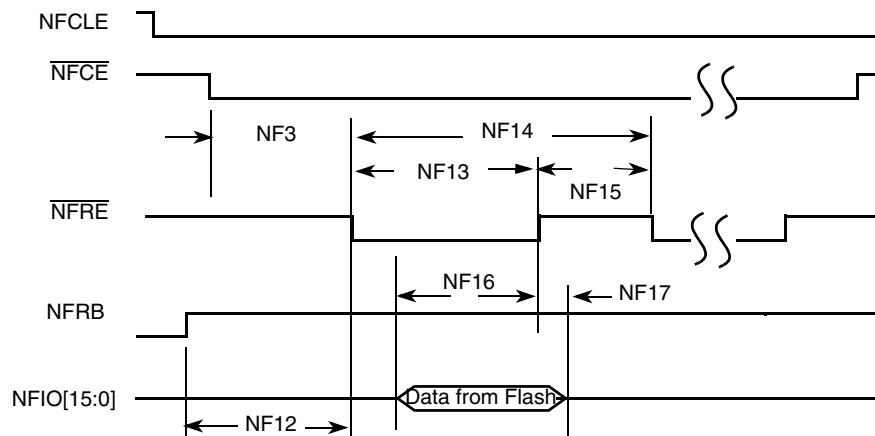 NFCLE
NFCE
NF3
NF14
NF13
NF15
NFRE
NF16
NF17
NFRB
NFIO[15:0]
Data from Flash
NF12